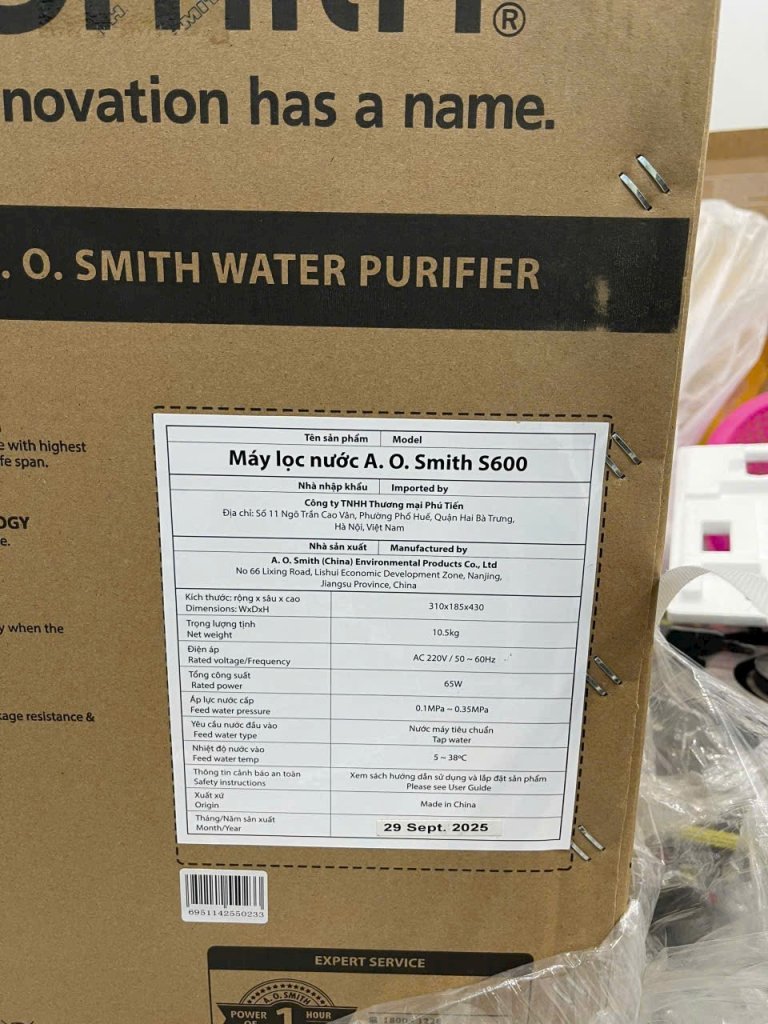 ®
novation has a name.
. O. SMITH WATER PURIFIER
e with highest
fe span.
OGY
e.
y when the
kage resistance &
Tên sản phẩm | Model
Máy lọc nước A. O. Smith S600
Nhà nhập khẩu | Imported by
Công ty TNHH Thương mại Phú Tiến
Địa chỉ: Số 11 Ngõ Trần Cao Vân, Phường Phố Huế, Quận Hai Bà Trưng,
Hà Nội, Việt Nam
Nhà sản xuất | Manufactured by
A. O. Smith (China) Environmental Products Co., Ltd
No 66 Lixing Road, Lishui Economic Development Zone, Nanjing,
Jiangsu Province, China
Kích thước: rộng x sâu x cao
Dimensions: WxDxH
310x185x430
Trọng lượng tịnh
Net weight
10.5kg
Điện áp
Rated voltage/Frequency
AC 220V / 50 ~ 60Hz
Tổng công suất
Rated power
65W
Áp lực nước cấp
Feed water pressure
0.1MPa ~ 0.35MPa
Yêu cầu nước đầu vào
Feed water type
Nước máy tiêu chuẩn
Tap water
Nhiệt độ nước vào
Feed water temp
5 ~ 38ºC
Thông tin cảnh báo an toàn
Safety instructions
Xem sách hướng dẫn sử dụng và lắp đặt sản phẩm
Please see User Guide
Xuất xứ
Origin
Made in China
Tháng/Năm sản xuất
Month/Year
29 Sept. 2025
6951142550233
EXPERT SERVICE
A. O. SMITH
POWER
OF
1 HOUR